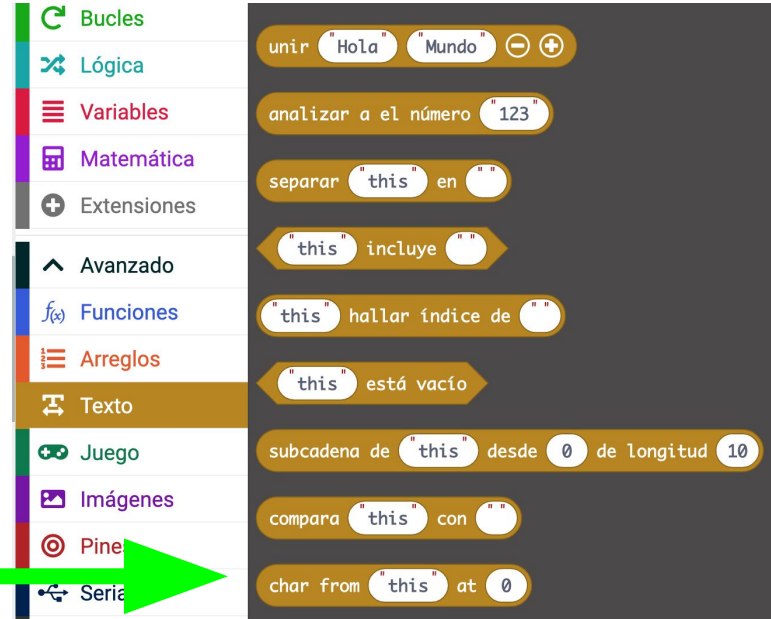 Bucles
Lógica
Variables
Matemática
Extensiones
Avanzado
f(x) Funciones
Arreglos
Texto
Juego
Imágenes
Pines
Seria
unir "Hola" "Mundo"
analizar a el número "123"
separar "this" en " "
"this" incluye " "
"this" hallar índice de " "
"this" está vacío
subcadena de "this" desde 0 de longitud 10
compara "this" con " "
char from "this" at 0